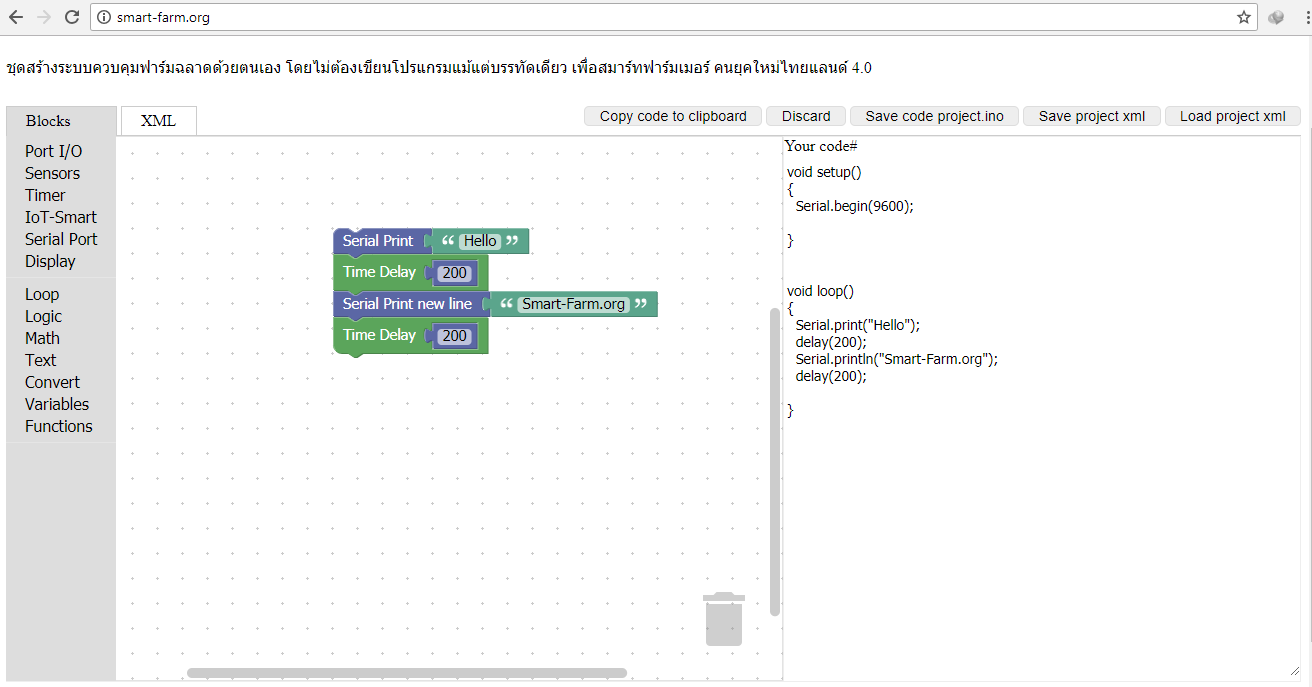 smart-farm.org
ชุดสร้างระบบควบคุมฟาร์มฉลาดด้วยตนเอง โดยไม่ต้องเขียนโปรแกรมแม้แต่บรรทัดเดียว เพื่อสมาร์ทฟาร์มเมอร์ คนยุคใหม่ไทยแลนด์ 4.0
Blocks
XML
Copy code to clipboard
Discard
Save code project.ino
Save project xml
Load project xml
Port I/O
Sensors
Timer
IoT-Smart
Serial Port
Display
Loop
Logic
Math
Text
Convert
Variables
Functions
Serial Print “ Hello ”
Time Delay 200
Serial Print new line “ Smart-Farm.org ”
Time Delay 200
Your code#
void setup()
{
Serial.begin(9600);
}
void loop()
{
Serial.print("Hello");
delay(200);
Serial.println("Smart-Farm.org");
delay(200);
}